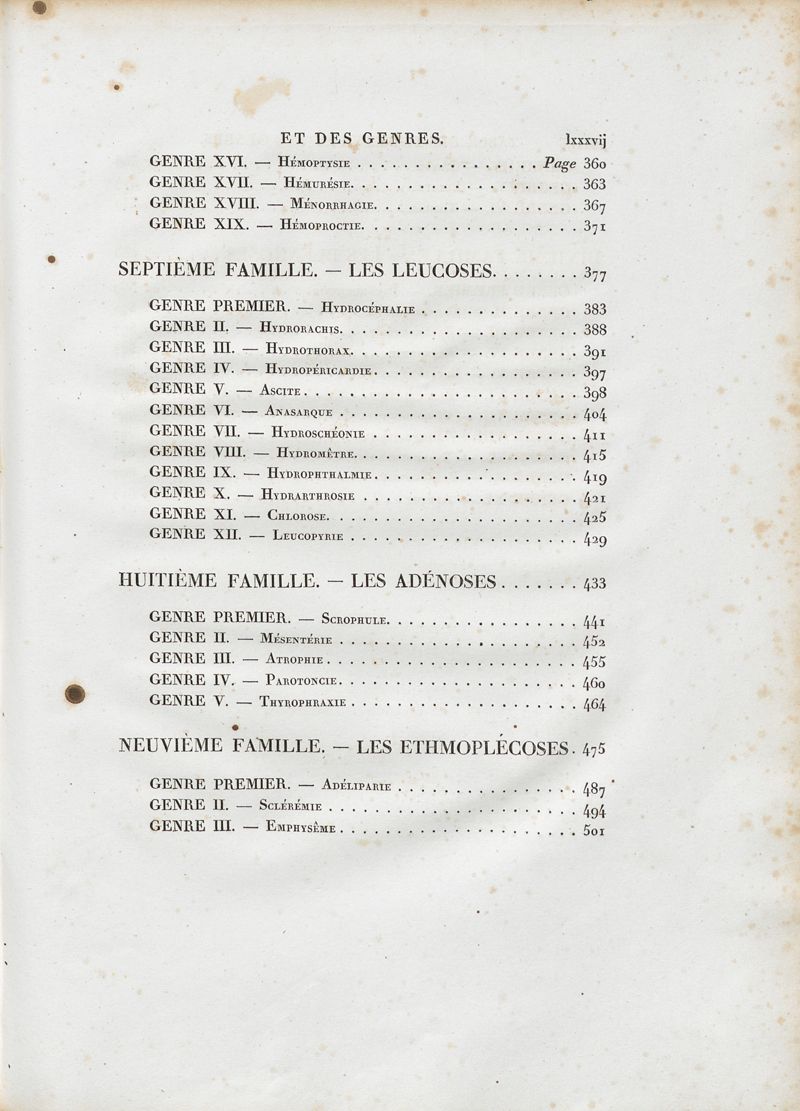 ET DES GENRES. lxxxvij
GENRE XVI. — Hémoptysie . . . . . . . . . . . . . . . . Page 360
GENRE XVII. — Hémurésie. . . . . . . . . . . . . . . . . . . . 363
GENRE XVIII. — Ménorrhagie. . . . . . . . . . . . . . . . . . 367
GENRE XIX. — Hémoproctie. . . . . . . . . . . . . . . . . . . 371
SEPTIÈME FAMILLE. — LES LEUCOSES. . . . . . . . 377
GENRE PREMIER. — Hydrocéphalie . . . . . . . . . . . . . . 383
GENRE II. — Hydrorachis. . . . . . . . . . . . . . . . . . . . . 388
GENRE III. — Hydrothorax. . . . . . . . . . . . . . . . . . . . 391
GENRE IV. — Hydropéricardie. . . . . . . . . . . . . . . . . . 397
GENRE V. — Ascite. . . . . . . . . . . . . . . . . . . . . . . . 398
GENRE VI. — Anasarque . . . . . . . . . . . . . . . . . . . . . 404
GENRE VII. — Hydroschéonie . . . . . . . . . . . . . . . . . . 411
GENRE VIII. — Hydromètre. . . . . . . . . . . . . . . . . . . . 415
GENRE IX. — Hydrophthalmie. . . . . . . . . . . . . . . . . . 419
GENRE X. — Hydrarthrosie . . . . . . . . . . . . . . . . . . . 421
GENRE XI. — Chlorose. . . . . . . . . . . . . . . . . . . . . . 425
GENRE XII. — Leucopyrie . . . . . . . . . . . . . . . . . . . . 429
HUITIÈME FAMILLE. — LES ADÉNOSES . . . . . . . 433
GENRE PREMIER. — Scrophule. . . . . . . . . . . . . . . . . 441
GENRE II. — Mésentérie . . . . . . . . . . . . . . . . . . . . . 452
GENRE III. — Atrophie . . . . . . . . . . . . . . . . . . . . . . 455
GENRE IV. — Parotoncie. . . . . . . . . . . . . . . . . . . . . 460
GENRE V. — Thyrophraxie . . . . . . . . . . . . . . . . . . . . 464
NEUVIÈME FAMILLE. — LES ETHMOPLÉCOSES. 475
GENRE PREMIER. — Adéliparie . . . . . . . . . . . . . . . . 487
GENRE II. — Sclérémie . . . . . . . . . . . . . . . . . . . . . . 494
GENRE III. — Emphysême . . . . . . . . . . . . . . . . . . . . . 501